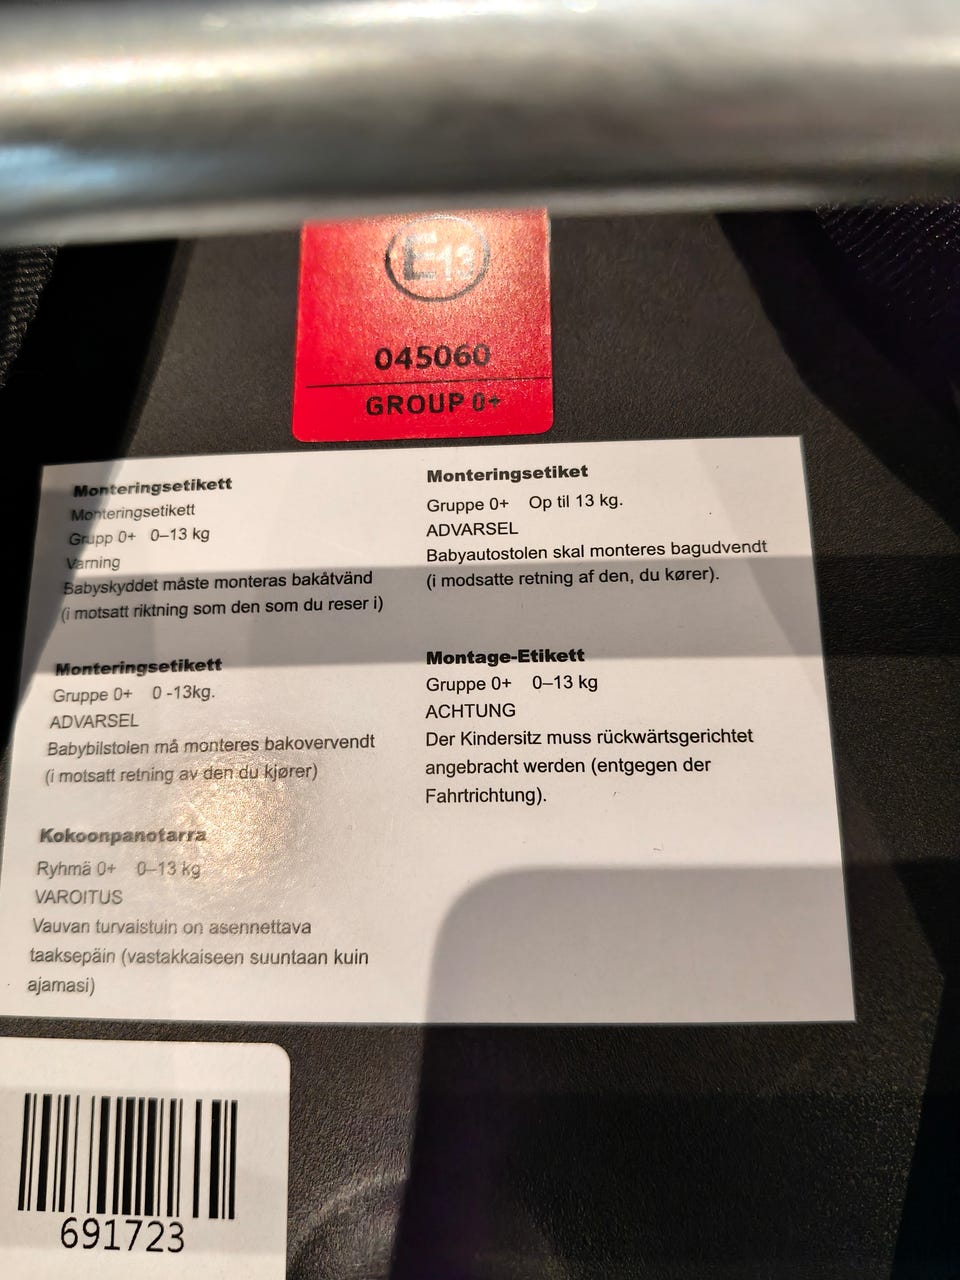 E13
045060
GROUP 0+
Monteringsetikett
Monteringsetikett
Grupp 0+ 0–13 kg
Varning
Babyskyddet måste monteras bakåtvänd
(i motsatt riktning som den som du reser i)
Monteringsetikett
Gruppe 0+ 0 -13kg.
ADVARSEL
Babybilstolen må monteres bakovervendt
(i motsatt retning av den du kjører)
Kokoonpanotarra
Ryhmä 0+ 0–13 kg
VAROITUS
Vauvan turvaistuin on asennettava
taaksepäin (vastakkaiseen suuntaan kuin
ajamasi)
Monteringsetiket
Gruppe 0+ Op til 13 kg.
ADVARSEL
Babyautostolen skal monteres bagudvendt
(i modsatte retning af den, du kører).
Montage-Etikett
Gruppe 0+ 0–13 kg
ACHTUNG
Der Kindersitz muss rückwärtsgerichtet
angebracht werden (entgegen der
Fahrtrichtung).
691723